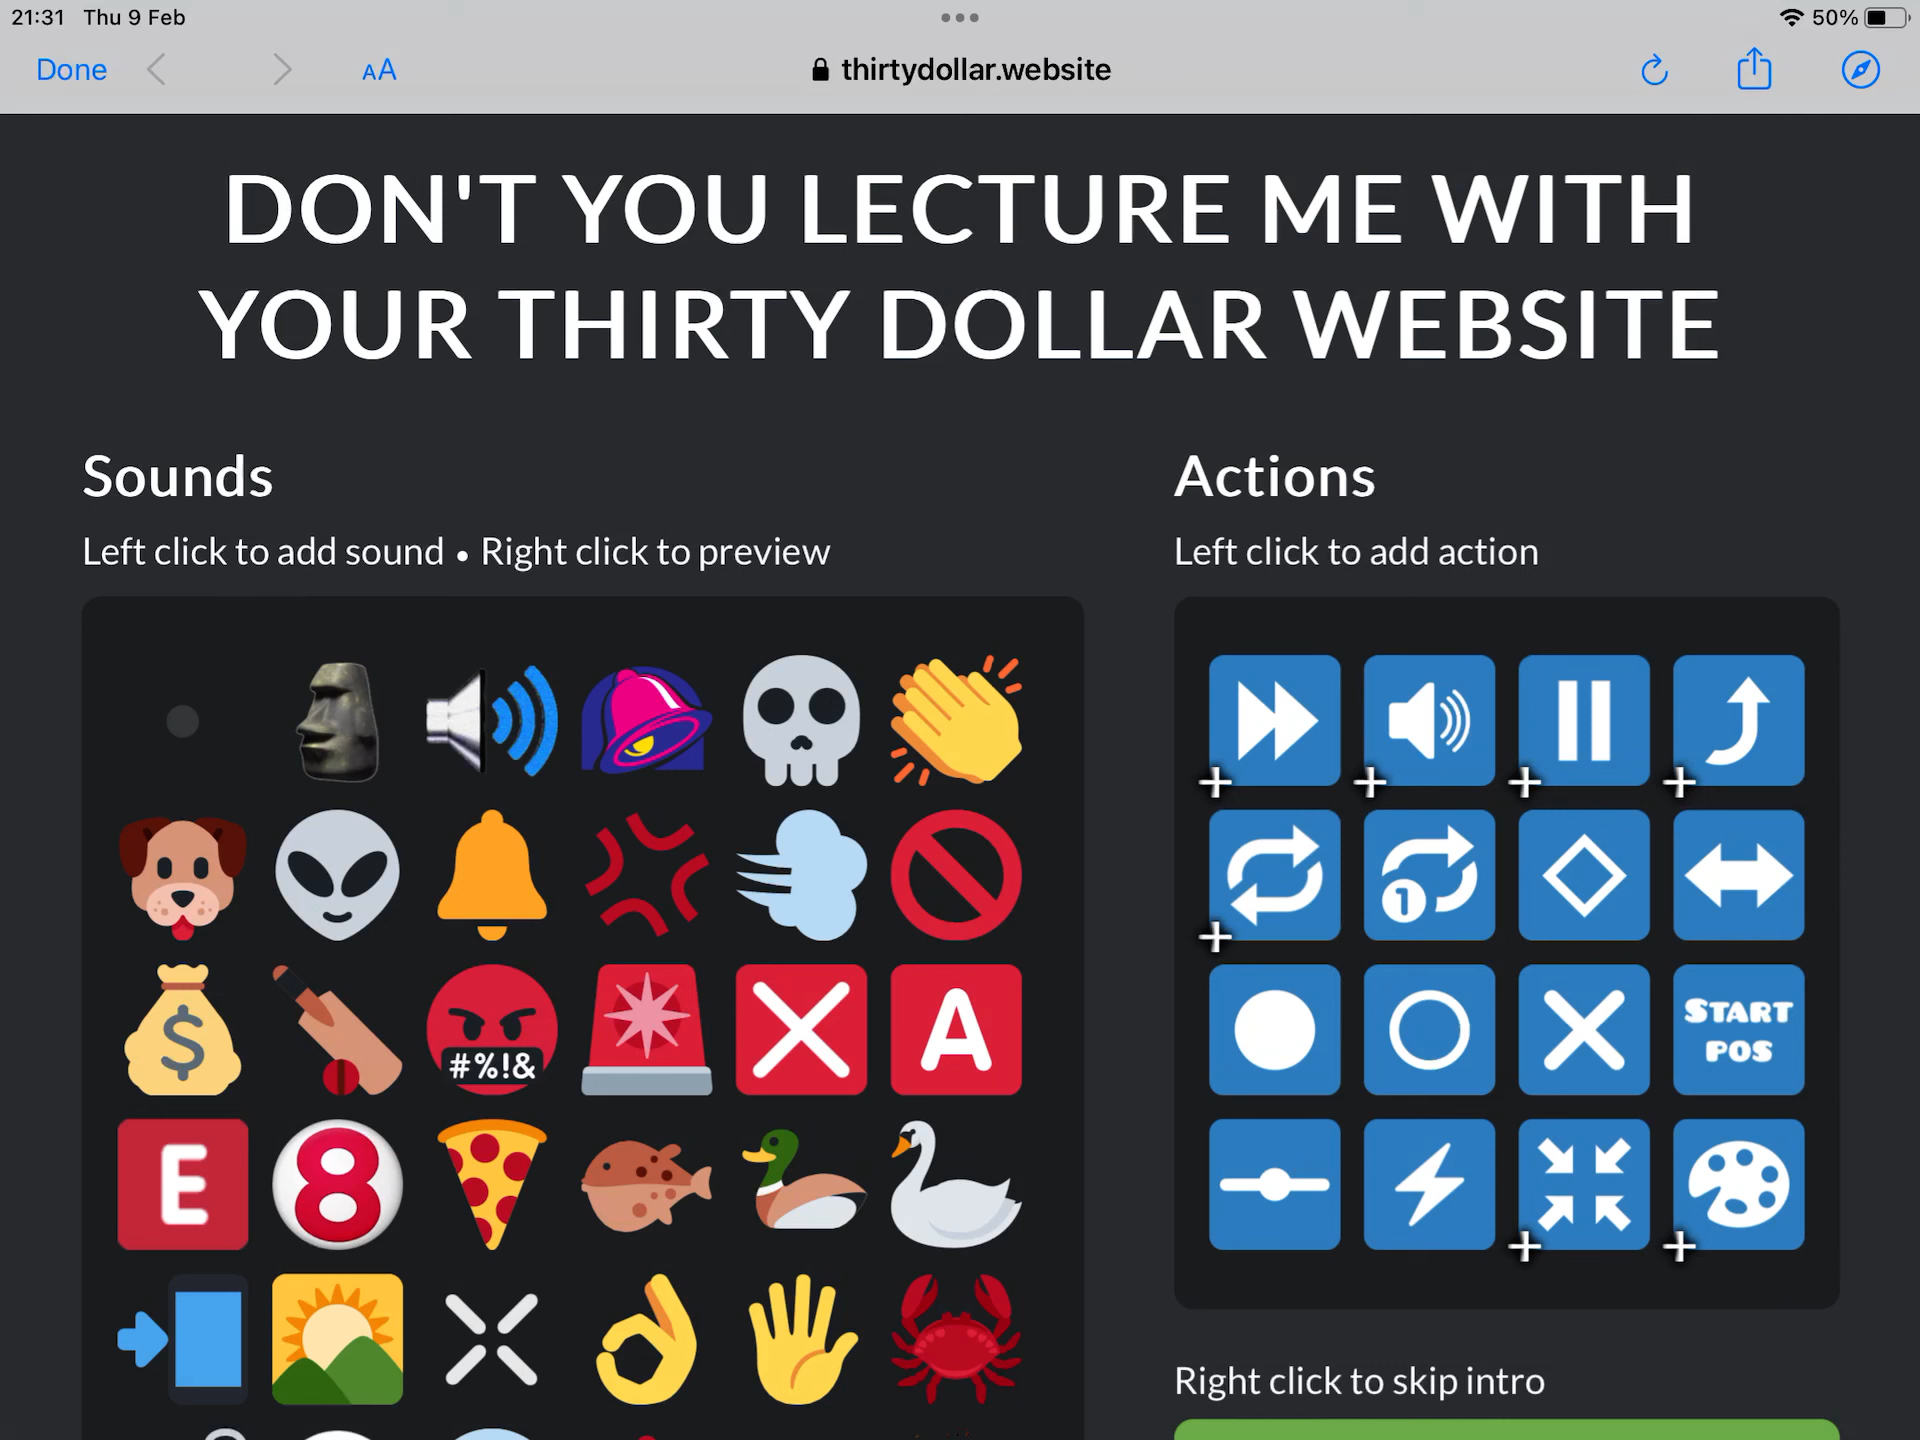 21:31 Thu 9 Feb
50%
Done
AA
thirtydollar.website
DON'T YOU LECTURE ME WITH
YOUR THIRTY DOLLAR WEBSITE
Sounds
Left click to add sound • Right click to preview
Actions
Left click to add action
1
$
#%!&
A
START
POS
E
8
Right click to skip intro